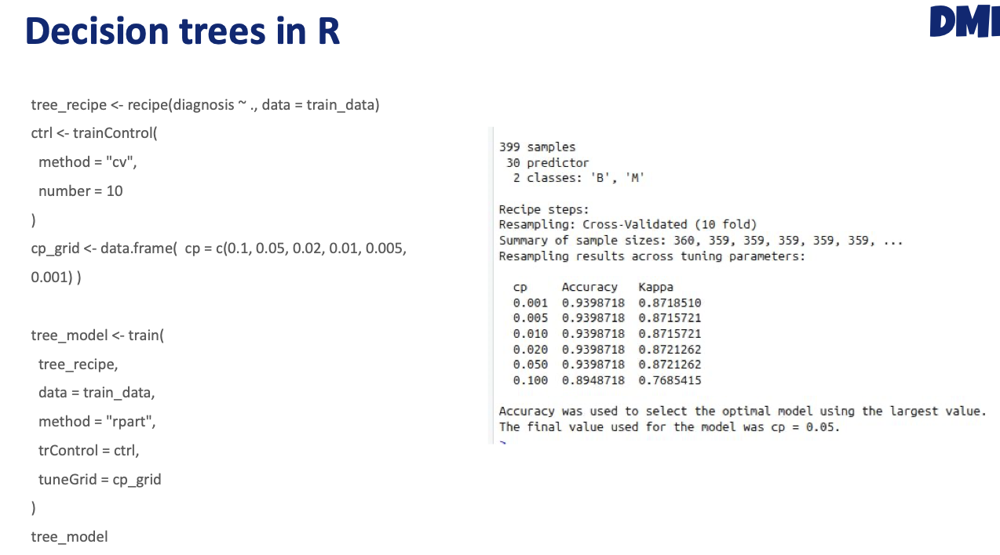 Decision trees in R
DMI
tree_recipe <- recipe(diagnosis ~ ., data = train_data)
ctrl <- trainControl(
method = "cv",
number = 10
)
cp_grid <- data.frame(  cp = c(0.1, 0.05, 0.02, 0.01, 0.005,
0.001) )
tree_model <- train(
tree_recipe,
data = train_data,
method = "rpart",
trControl = ctrl,
tuneGrid = cp_grid
)
tree_model
399 samples
30 predictor
2 classes: 'B', 'M'
Recipe steps:
Resampling: Cross-Validated (10 fold)
Summary of sample sizes: 360, 359, 359, 359, 359, 359, ...
Resampling results across tuning parameters:
cp     Accuracy   Kappa
0.001  0.9398718  0.8718510
0.005  0.9398718  0.8715721
0.010  0.9398718  0.8715721
0.020  0.9398718  0.8721262
0.050  0.9398718  0.8721262
0.100  0.8948718  0.7685415
Accuracy was used to select the optimal model using the largest value.
The final value used for the model was cp = 0.05.
>